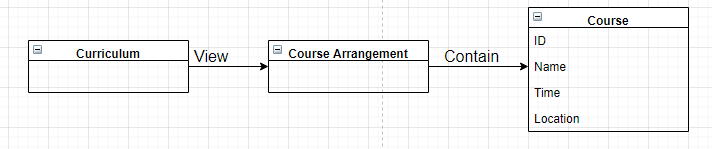 Curriculum
View
Course Arrangement
Contain
Course
ID
Name
Time
Location